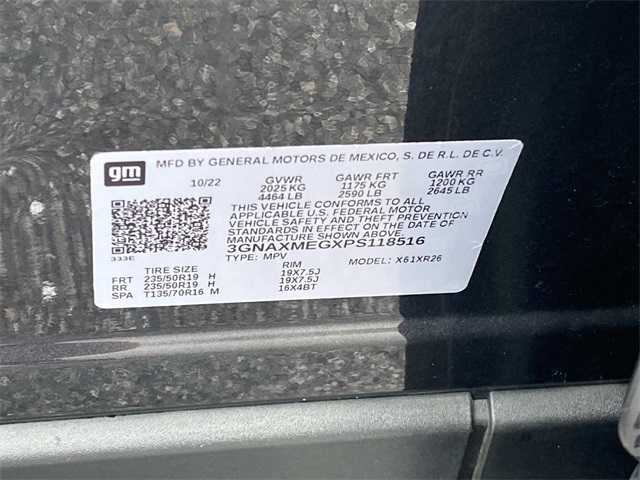 gm MFD BY GENERAL MOTORS DE MEXICO, S. DE R.L. DE C.V.
10/22 GVWR GAWR FRT GAWR RR
2025 KG 1175 KG 1200 KG
4464 LB 2590 LB 2645 LB
THIS VEHICLE CONFORMS TO ALL
APPLICABLE U.S. FEDERAL MOTOR
VEHICLE SAFETY AND THEFT PREVENTION
STANDARDS IN EFFECT ON THE DATE OF
MANUFACTURE SHOWN ABOVE.
333E 3GNAXMEGXPS118516
TYPE: MPV MODEL: X61XR26
TIRE SIZE RIM
FRT 235/50R19 H 19X7.5J
RR 235/50R19 H 19X7.5J
SPA T135/70R16 M 16X4BT